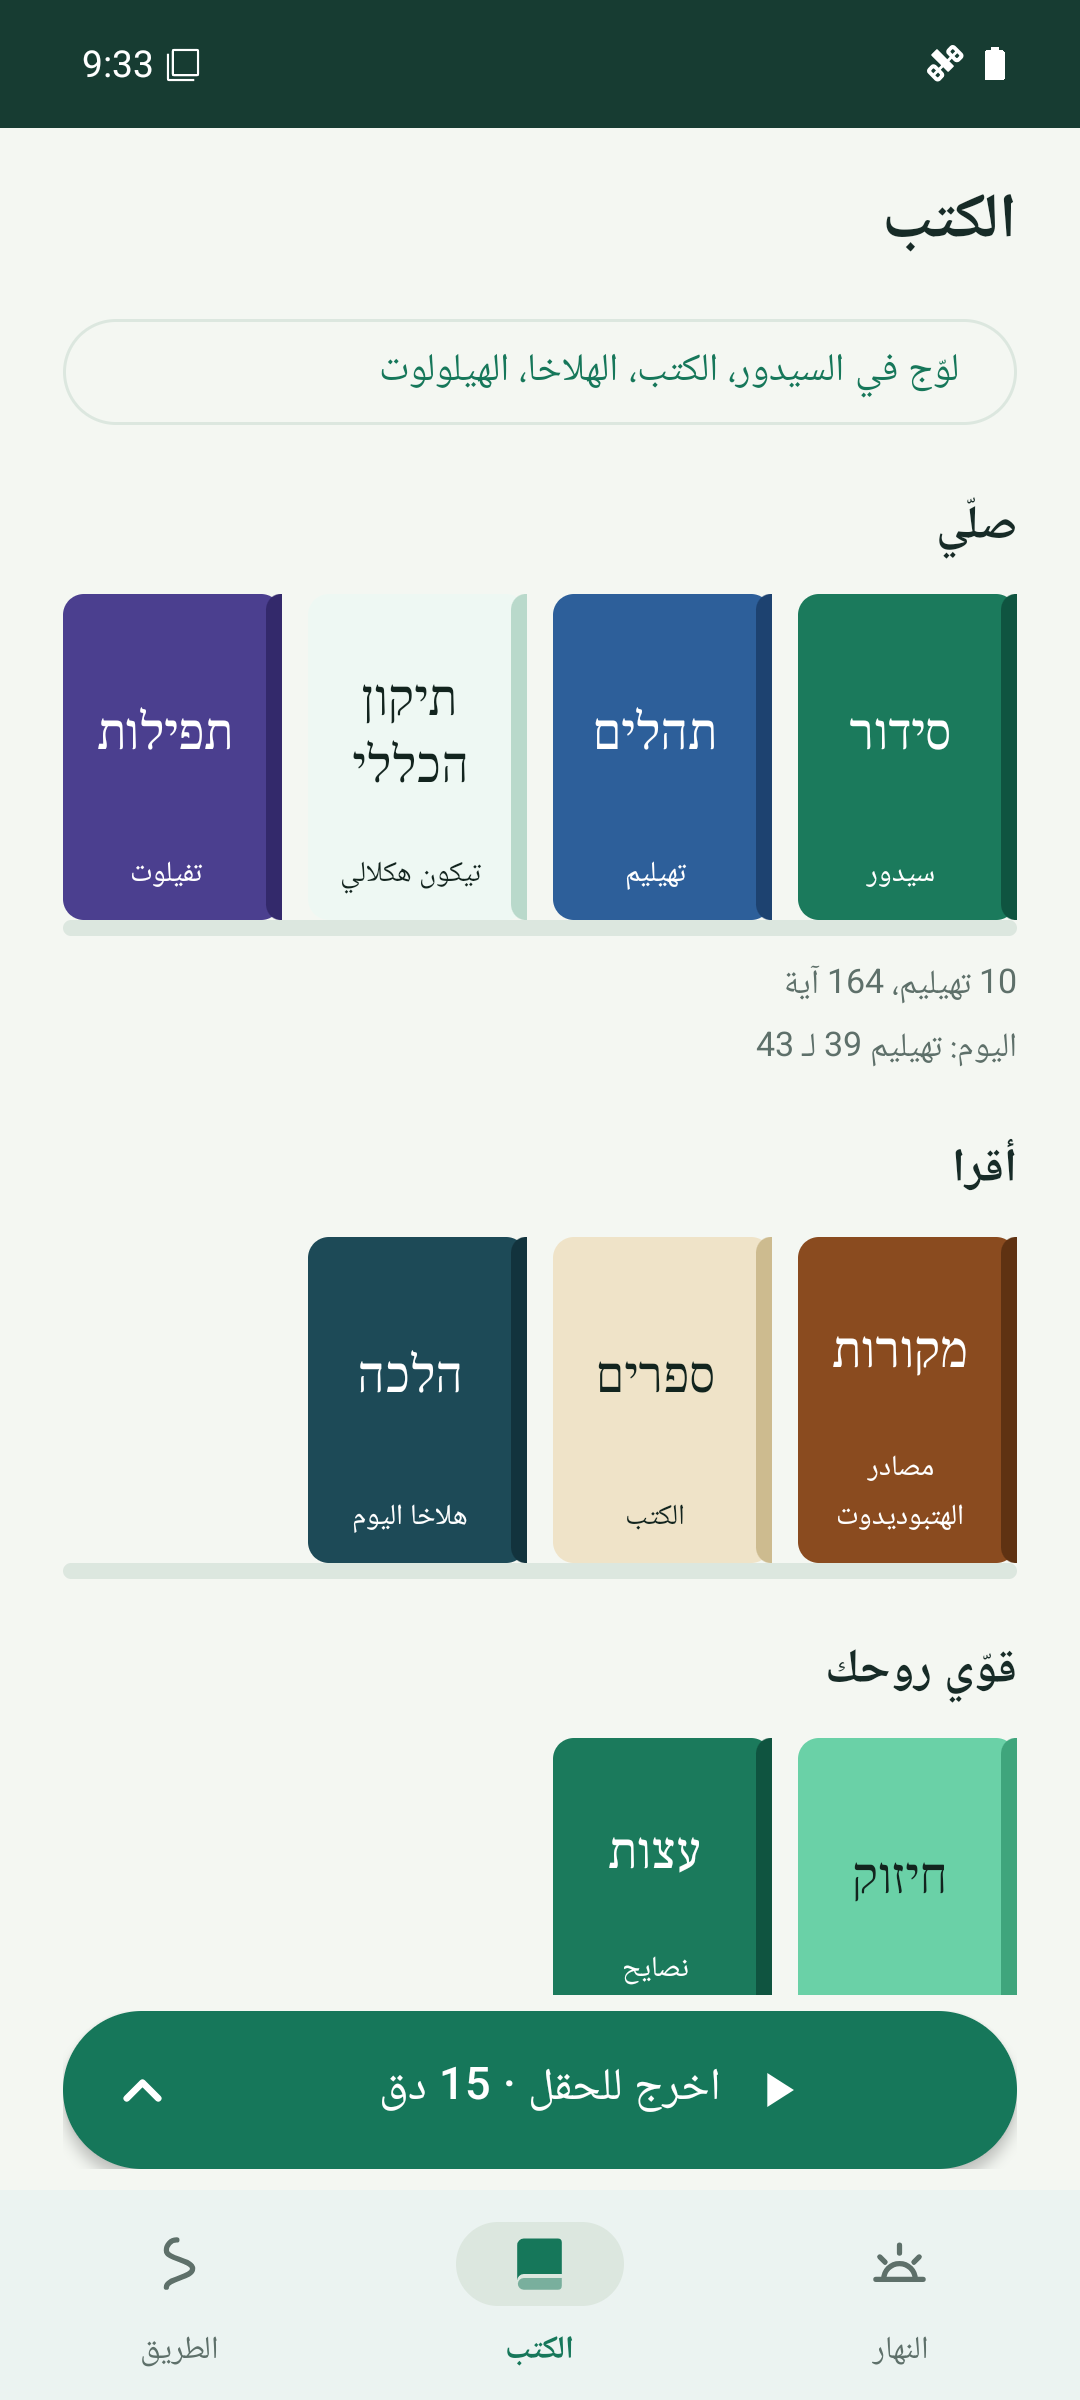 9:33
الكتب
لوّج في السيدور، الكتب، الهلاخا، الهيلولوت
صلّي
סידור
سيدور
תהלים
تهيليم
תיקון
הכללי
تيكون هكلالي
תפילות
تفيلوت
10 تهيليم، 164 آية
اليوم: تهيليم 39 لـ 43
أقرا
מקורות
مصادر
الهتبوديدوت
ספרים
الكتب
הלכה
هلاخا اليوم
قوّي روحك
חיזוק
עצות
نصايح
اخرج للحقل · 15 دق
النهار
الكتب
الطريق